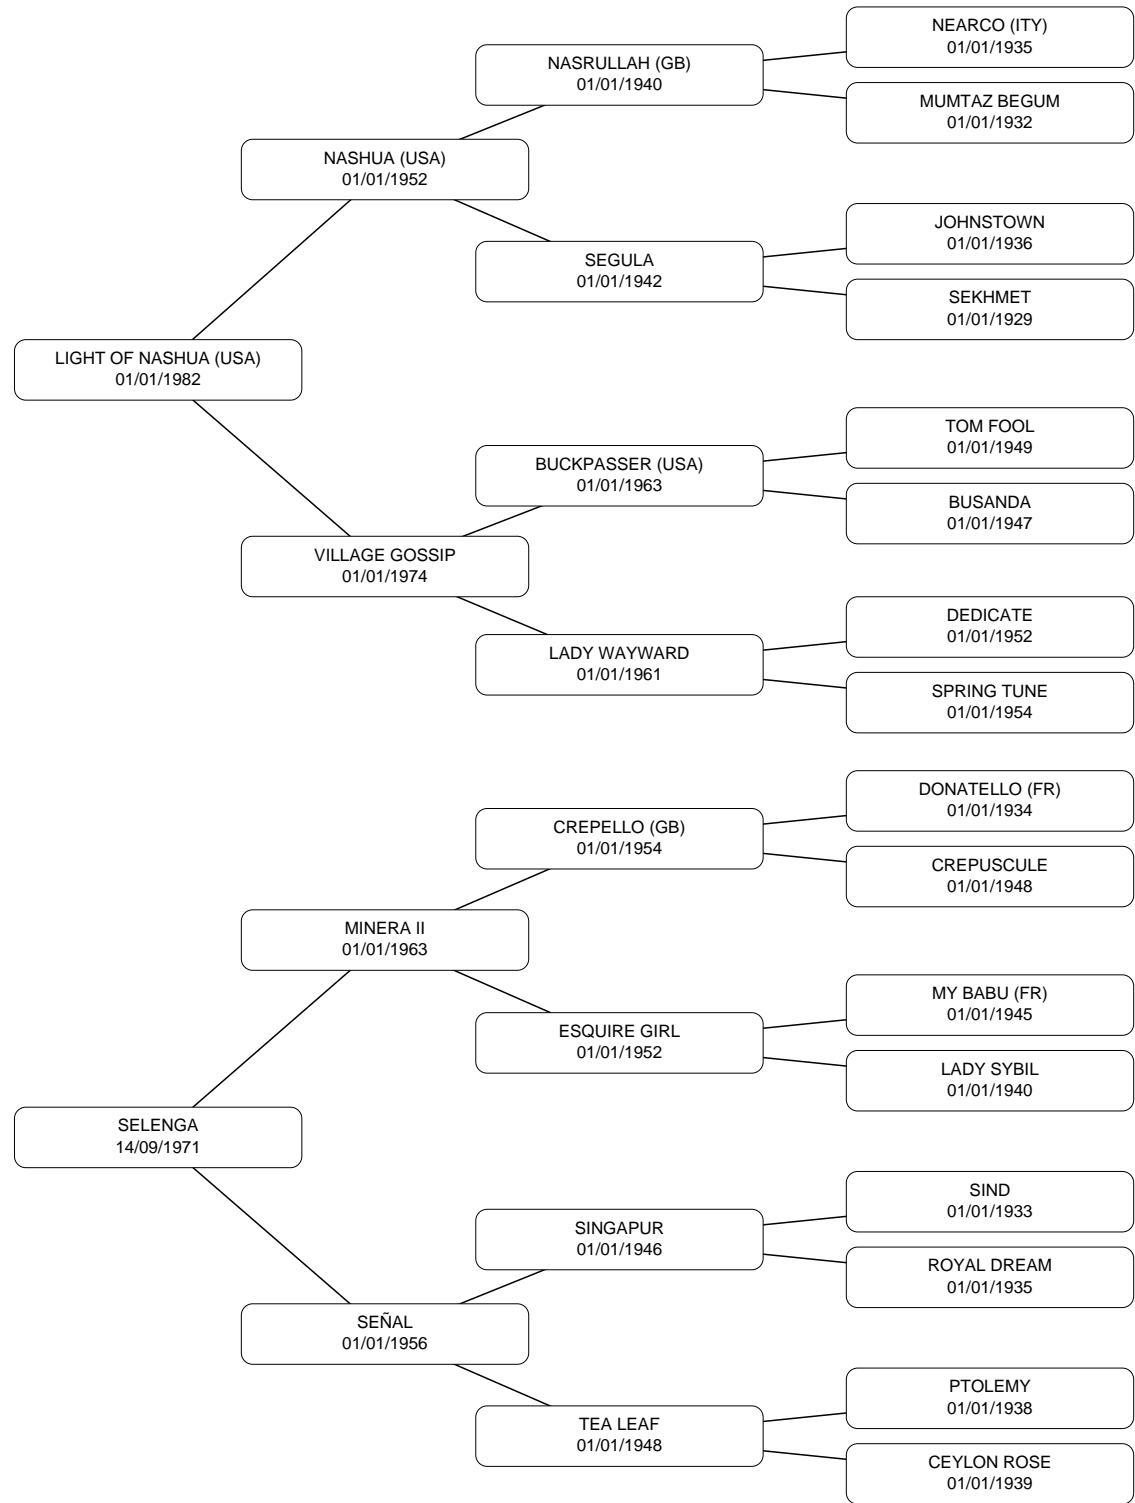 NEARCO (ITY)
01/01/1935
NASRULLAH (GB)
01/01/1940
MUMTAZ BEGUM
01/01/1932
NASHUA (USA)
01/01/1952
JOHNSTOWN
01/01/1936
SEGULA
01/01/1942
SEKHMET
01/01/1929
LIGHT OF NASHUA (USA)
01/01/1982
TOM FOOL
01/01/1949
BUCKPASSER (USA)
01/01/1963
BUSANDA
01/01/1947
VILLAGE GOSSIP
01/01/1974
DEDICATE
01/01/1952
LADY WAYWARD
01/01/1961
SPRING TUNE
01/01/1954
DONATELLO (FR)
01/01/1934
CREPELLO (GB)
01/01/1954
CREPUSCULE
01/01/1948
MINERA II
01/01/1963
MY BABU (FR)
01/01/1945
ESQUIRE GIRL
01/01/1952
LADY SYBIL
01/01/1940
SELENGA
14/09/1971
SIND
01/01/1933
SINGAPUR
01/01/1946
ROYAL DREAM
01/01/1935
SEÑAL
01/01/1956
PTOLEMY
01/01/1938
TEA LEAF
01/01/1948
CEYLON ROSE
01/01/1939